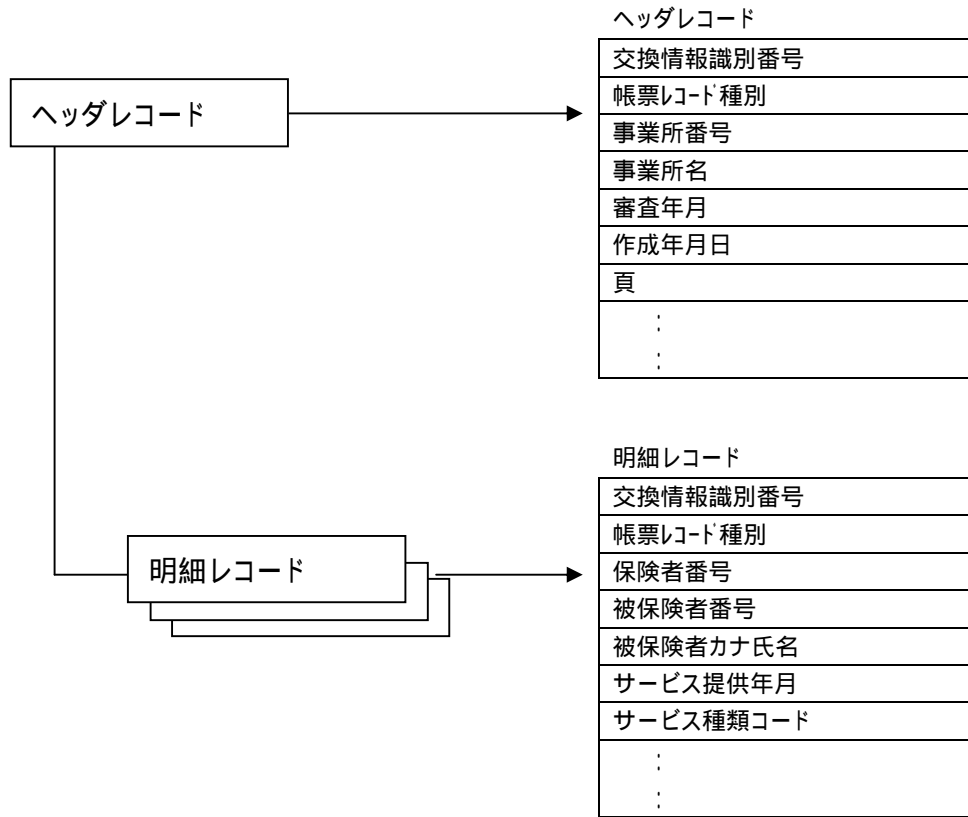 ヘッダレコード
ヘッダレコード
交換情報識別番号
帳票ﾚｺｰﾄﾞ種別
事業所番号
事業所名
審査年月
作成年月日
頁
:
:
明細レコード
明細レコード
交換情報識別番号
帳票ﾚｺｰﾄﾞ種別
保険者番号
被保険者番号
被保険者カナ氏名
サービス提供年月
サービス種類コード
:
: